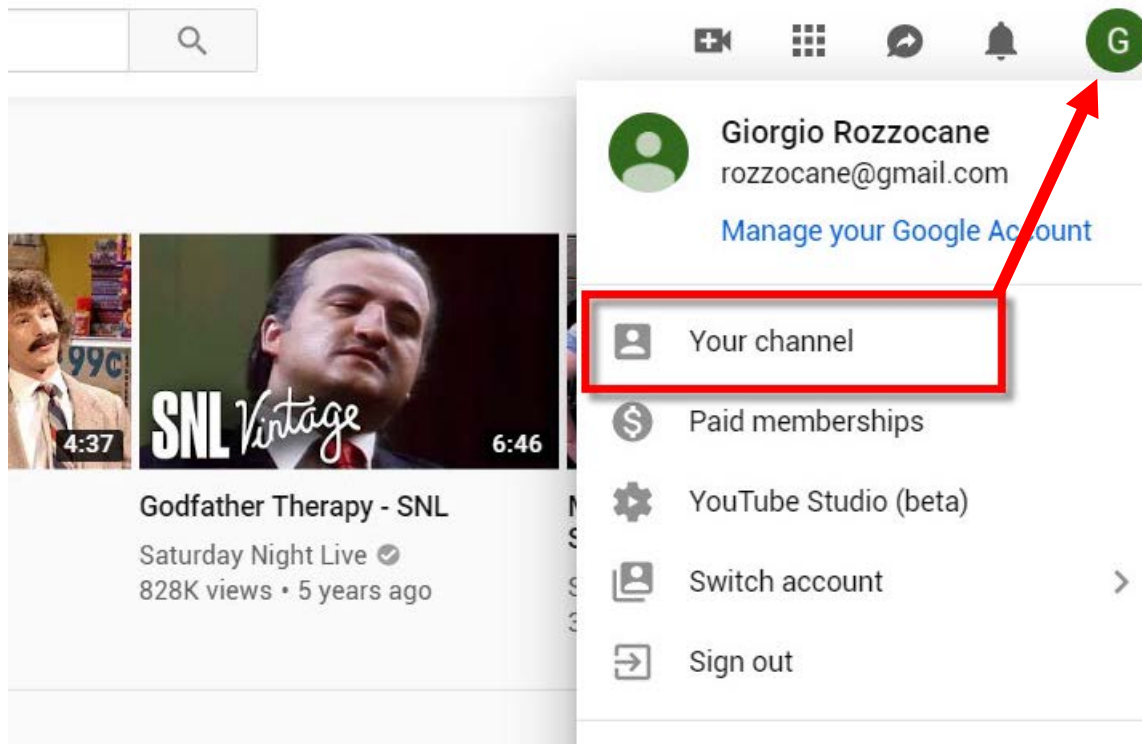 G
Giorgio Rozzocane
rozzocane@gmail.com
Manage your Google Account
Your channel
Paid memberships
YouTube Studio (beta)
Switch account
Sign out
99¢
4:37
SNL Vintage
6:46
Godfather Therapy - SNL
Saturday Night Live
828K views • 5 years ago